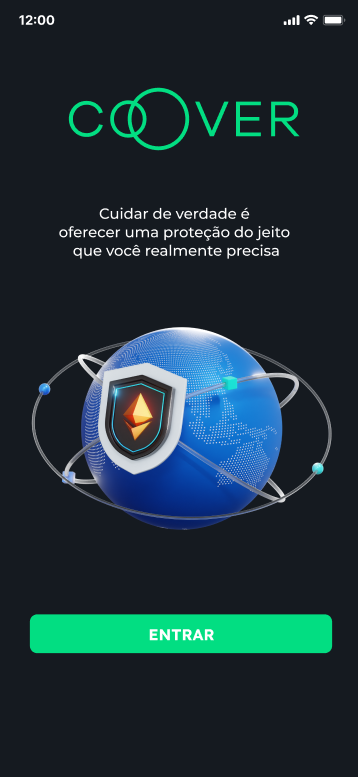 12:00
COOVER
Cuidar de verdade é
oferecer uma proteção do jeito
que você realmente precisa
ENTRAR